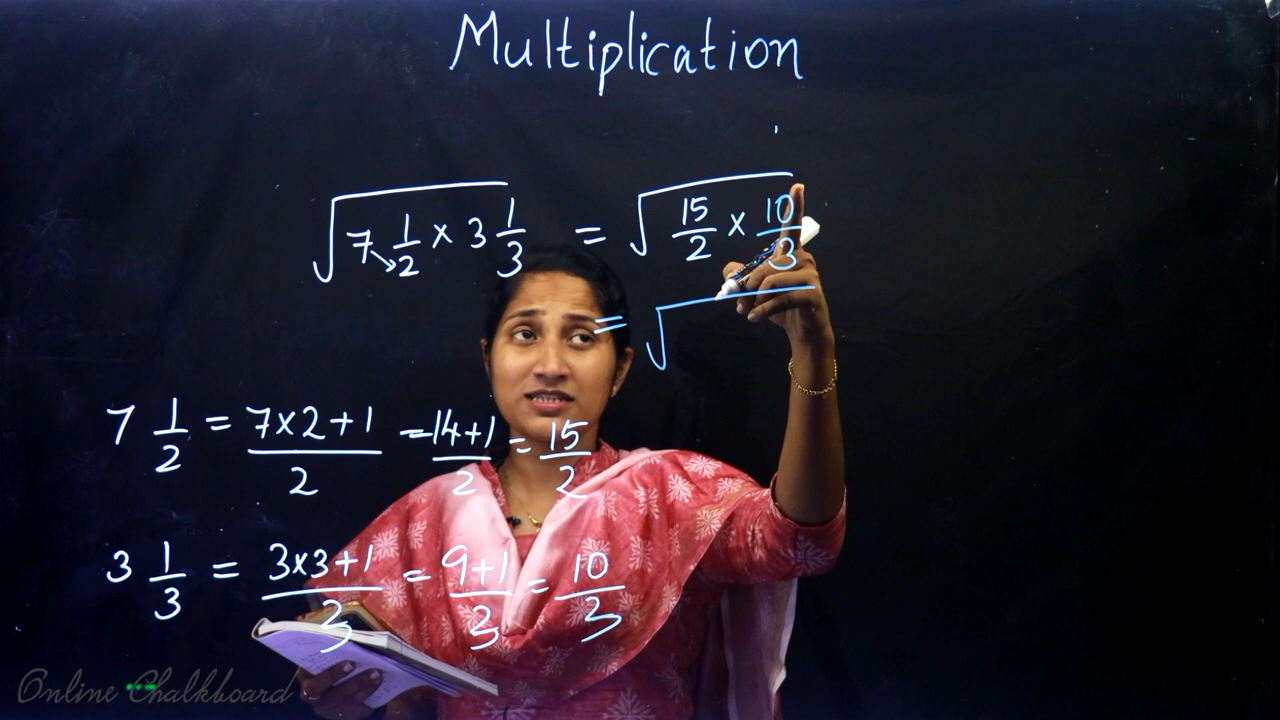 Multiplication
√(7 1/2 × 3 1/3) = √(15/2 × 10/3)
= √
7 1/2 = (7×2+1)/2 = (14+1)/2 = 15/2
3 1/3 = (3×3+1)/3 = (9+1)/3 = 10/3
Online Chalkboard